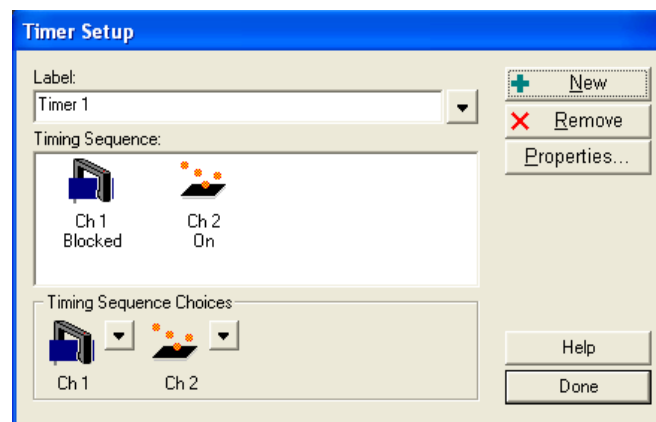 Timer Setup
Label:
Timer 1
Timing Sequence:
Ch 1
Blocked
Ch 2
On
Timing Sequence Choices
Ch 1
Ch 2
New
Remove
Properties...
Help
Done